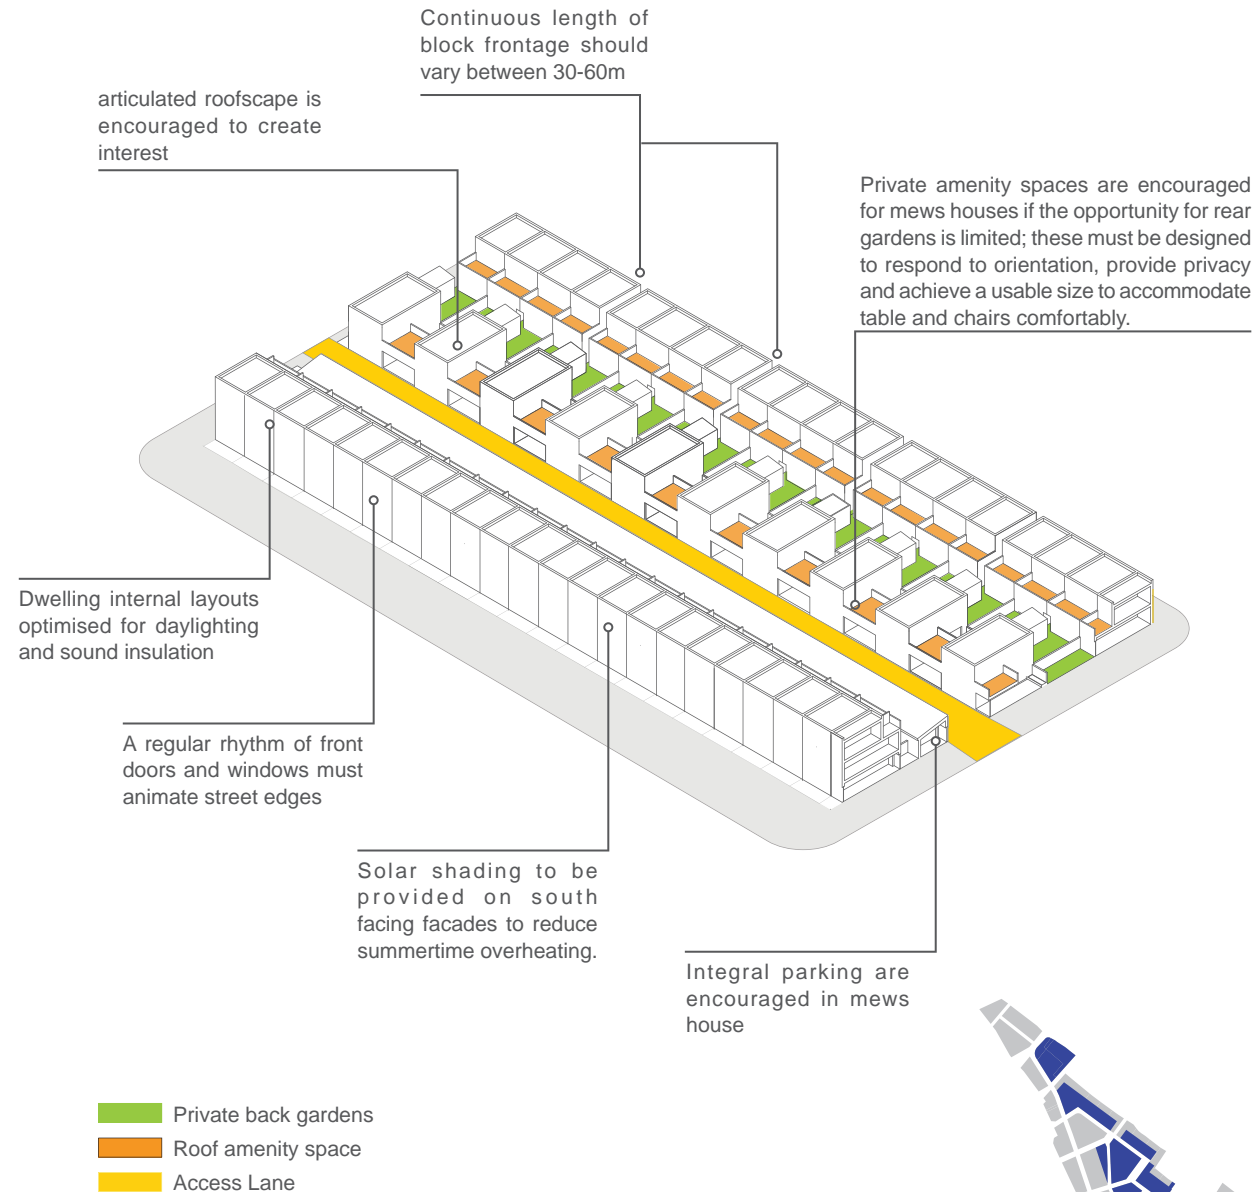 Continuous length of
block frontage should
vary between 30-60m
articulated roofscape is
encouraged to create
interest
Private amenity spaces are encouraged
for mews houses if the opportunity for rear
gardens is limited; these must be designed
to respond to orientation, provide privacy
and achieve a usable size to accommodate
table and chairs comfortably.
Dwelling internal layouts
optimised for daylighting
and sound insulation
A regular rhythm of front
doors and windows must
animate street edges
Solar shading to be
provided on south
facing facades to reduce
summertime overheating.
Integral parking are
encouraged in mews
house
Private back gardens
Roof amenity space
Access Lane